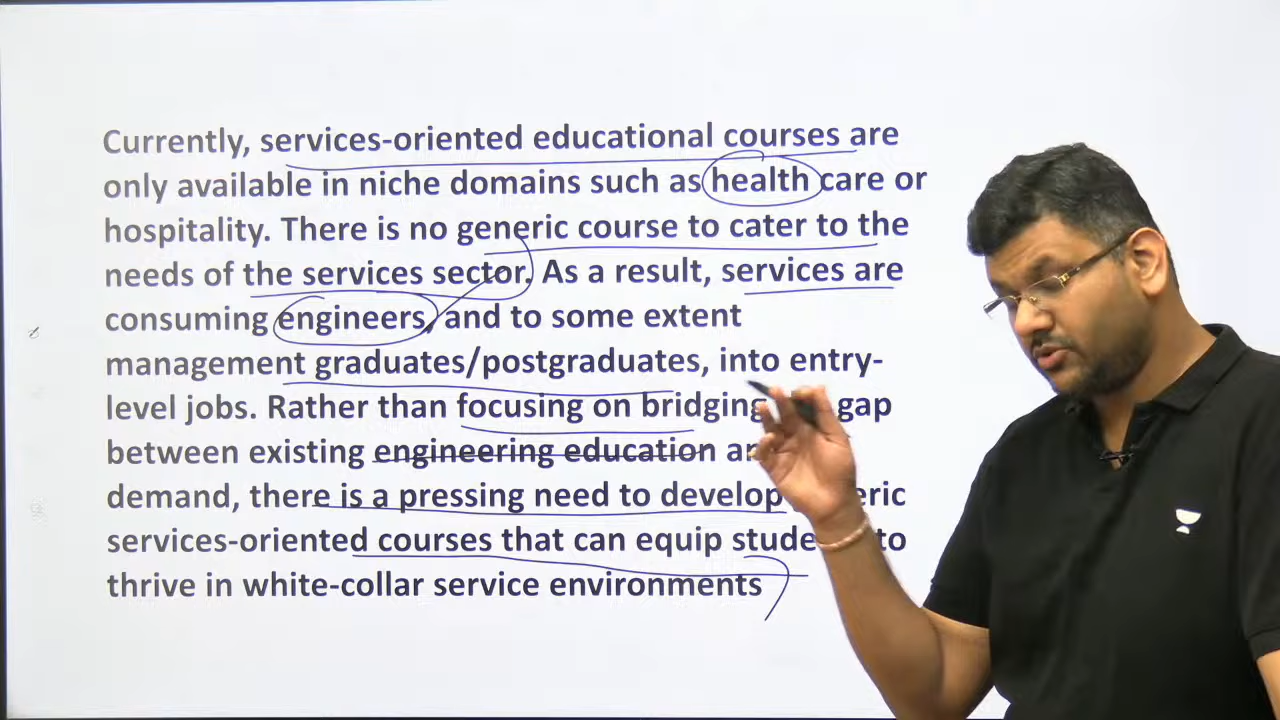 Currently, services-oriented educational courses are
only available in niche domains such as health care or
hospitality. There is no generic course to cater to the
needs of the services sector. As a result, services are
consuming engineers, and to some extent
management graduates/postgraduates, into entry-
level jobs. Rather than focusing on bridging gap
between existing engineering education
demand, there is a pressing need to develop
services-oriented courses that can equip to
thrive in white-collar service environments